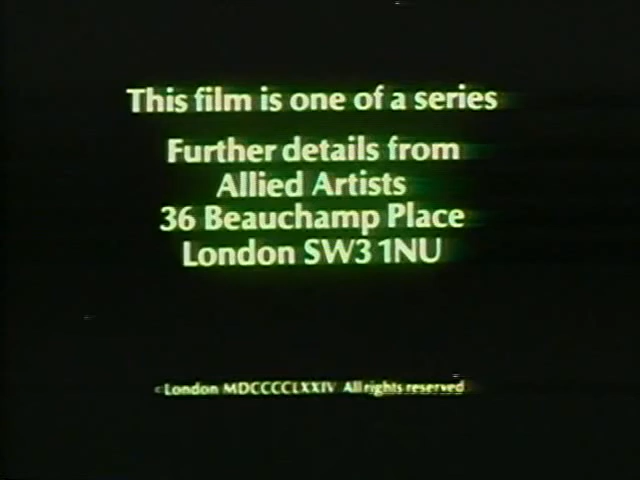 This film is one of a series
Further details from
Allied Artists
36 Beauchamp Place
London SW3 1NU
©London MDCCCCLXXIV All rights reserved